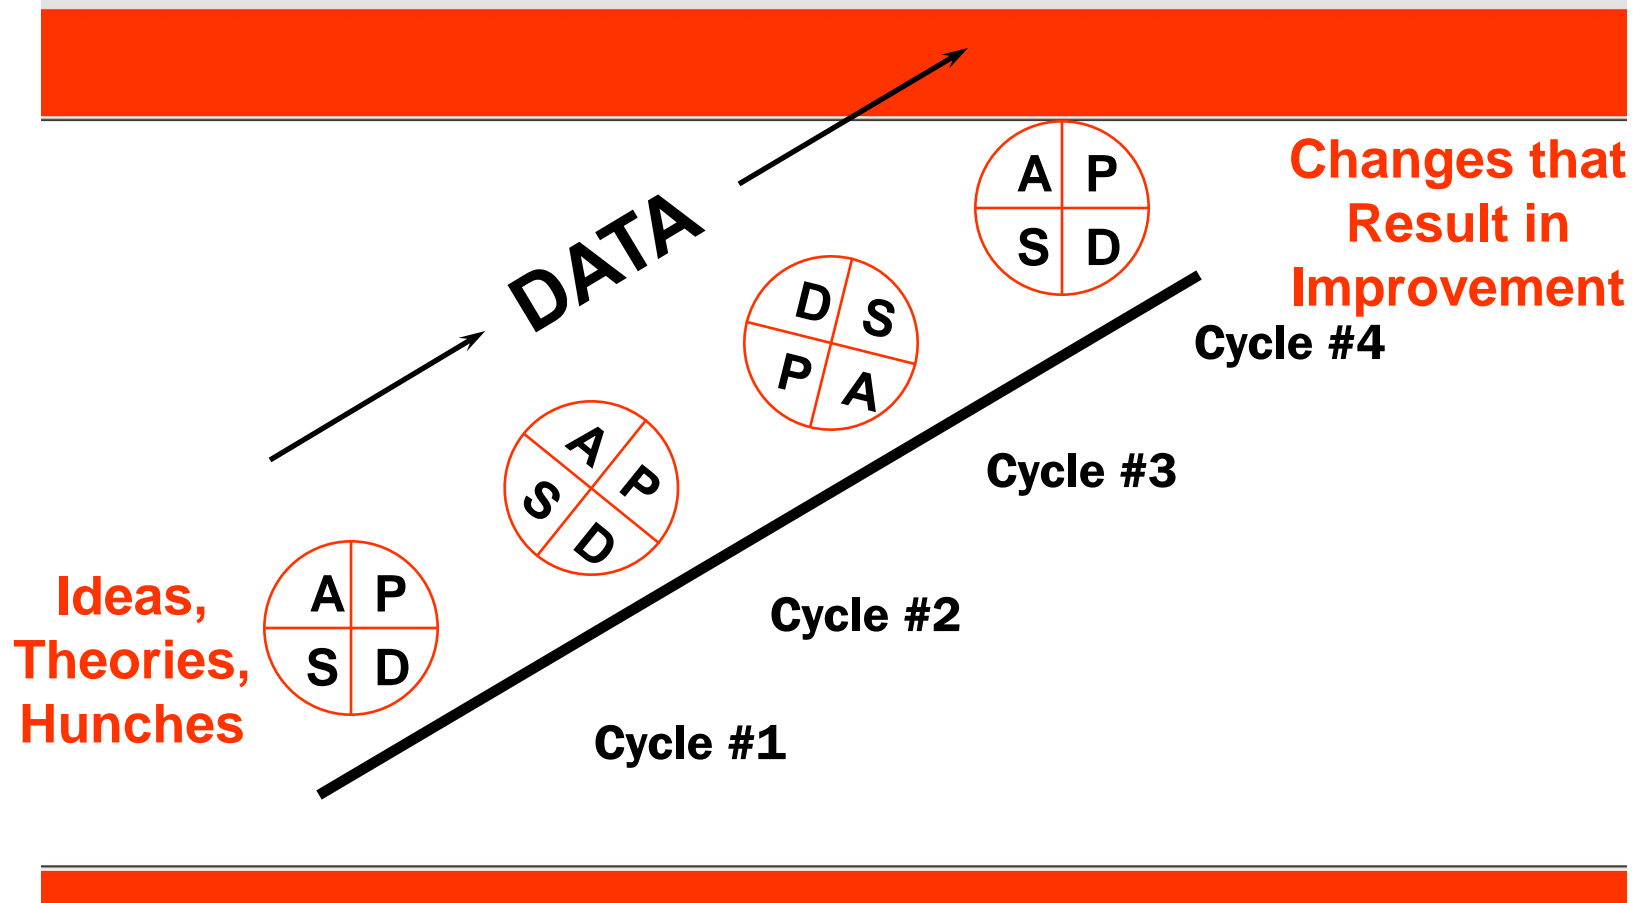 DATA
A P
S D
Changes that
Result in
Improvement
D S
P A
Cycle #4
A P
S D
Cycle #3
Ideas,
Theories,
Hunches
A P
S D
Cycle #2
Cycle #1